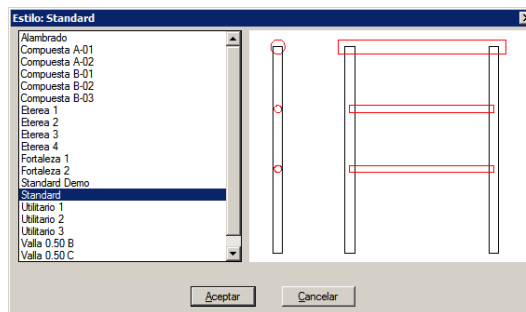 Estilo: Standard
Alambrado
Compuesta A-01
Compuesta A-02
Compuesta B-01
Compuesta B-02
Compuesta B-03
Eterea 1
Eterea 2
Eterea 3
Eterea 4
Fortaleza 1
Fortaleza 2
Standard Demo
Standard
Utilitario 1
Utilitario 2
Utilitario 3
Valla 0.50 B
Valla 0.50 C
Aceptar
Cancelar